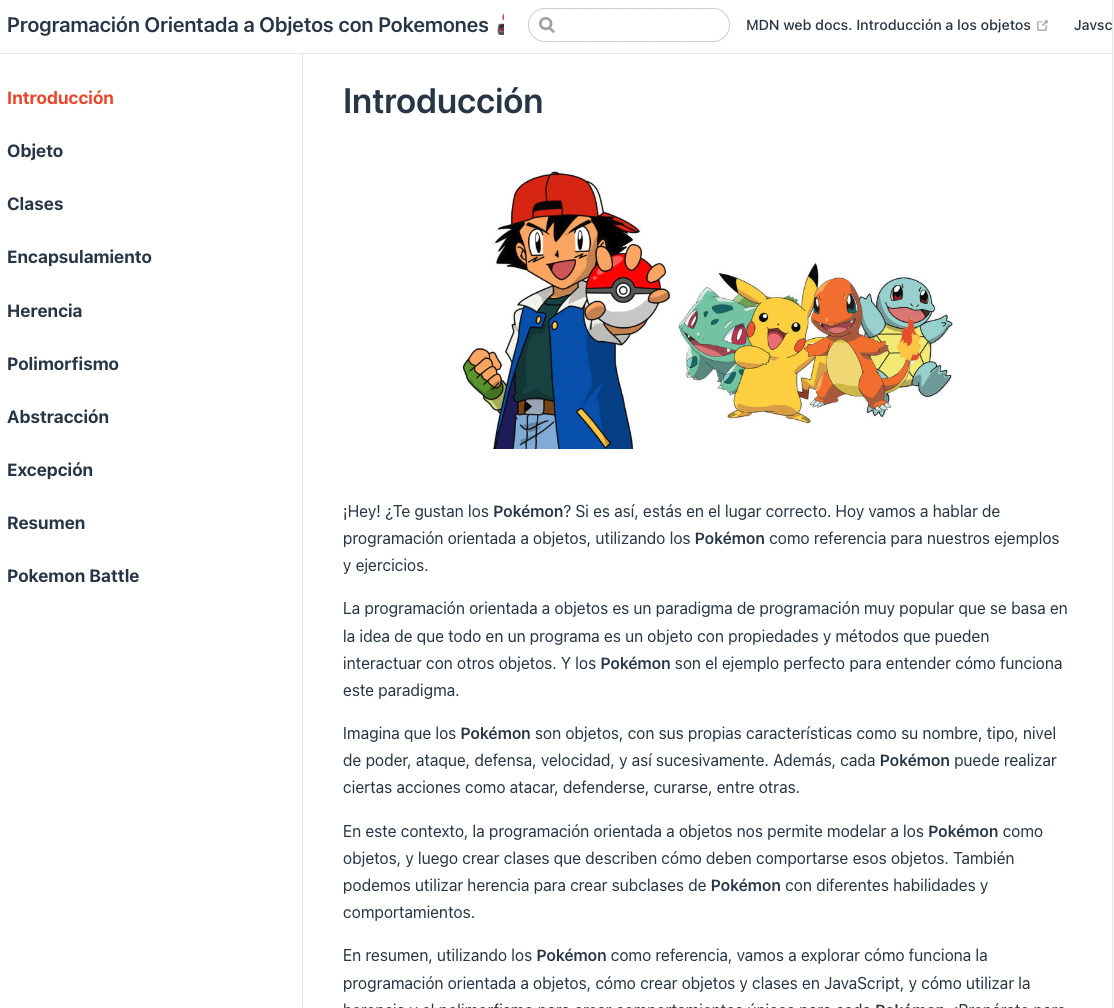 Programación Orientada a Objetos con Pokemones
MDN web docs. Introducción a los objetos
Javsc
Introducción
Objeto
Clases
Encapsulamiento
Herencia
Polimorfismo
Abstracción
Excepción
Resumen
Pokemon Battle
Introducción
¡Hey! ¿Te gustan los Pokémon? Si es así, estás en el lugar correcto. Hoy vamos a hablar de
programación orientada a objetos, utilizando los Pokémon como referencia para nuestros ejemplos
y ejercicios.
La programación orientada a objetos es un paradigma de programación muy popular que se basa en
la idea de que todo en un programa es un objeto con propiedades y métodos que pueden
interactuar con otros objetos. Y los Pokémon son el ejemplo perfecto para entender cómo funciona
este paradigma.
Imagina que los Pokémon son objetos, con sus propias características como su nombre, tipo, nivel
de poder, ataque, defensa, velocidad, y así sucesivamente. Además, cada Pokémon puede realizar
ciertas acciones como atacar, defenderse, curarse, entre otras.
En este contexto, la programación orientada a objetos nos permite modelar a los Pokémon como
objetos, y luego crear clases que describen cómo deben comportarse esos objetos. También
podemos utilizar herencia para crear subclases de Pokémon con diferentes habilidades y
comportamientos.
En resumen, utilizando los Pokémon como referencia, vamos a explorar cómo funciona la
programación orientada a objetos, cómo crear objetos y clases en JavaScript, y cómo utilizar la